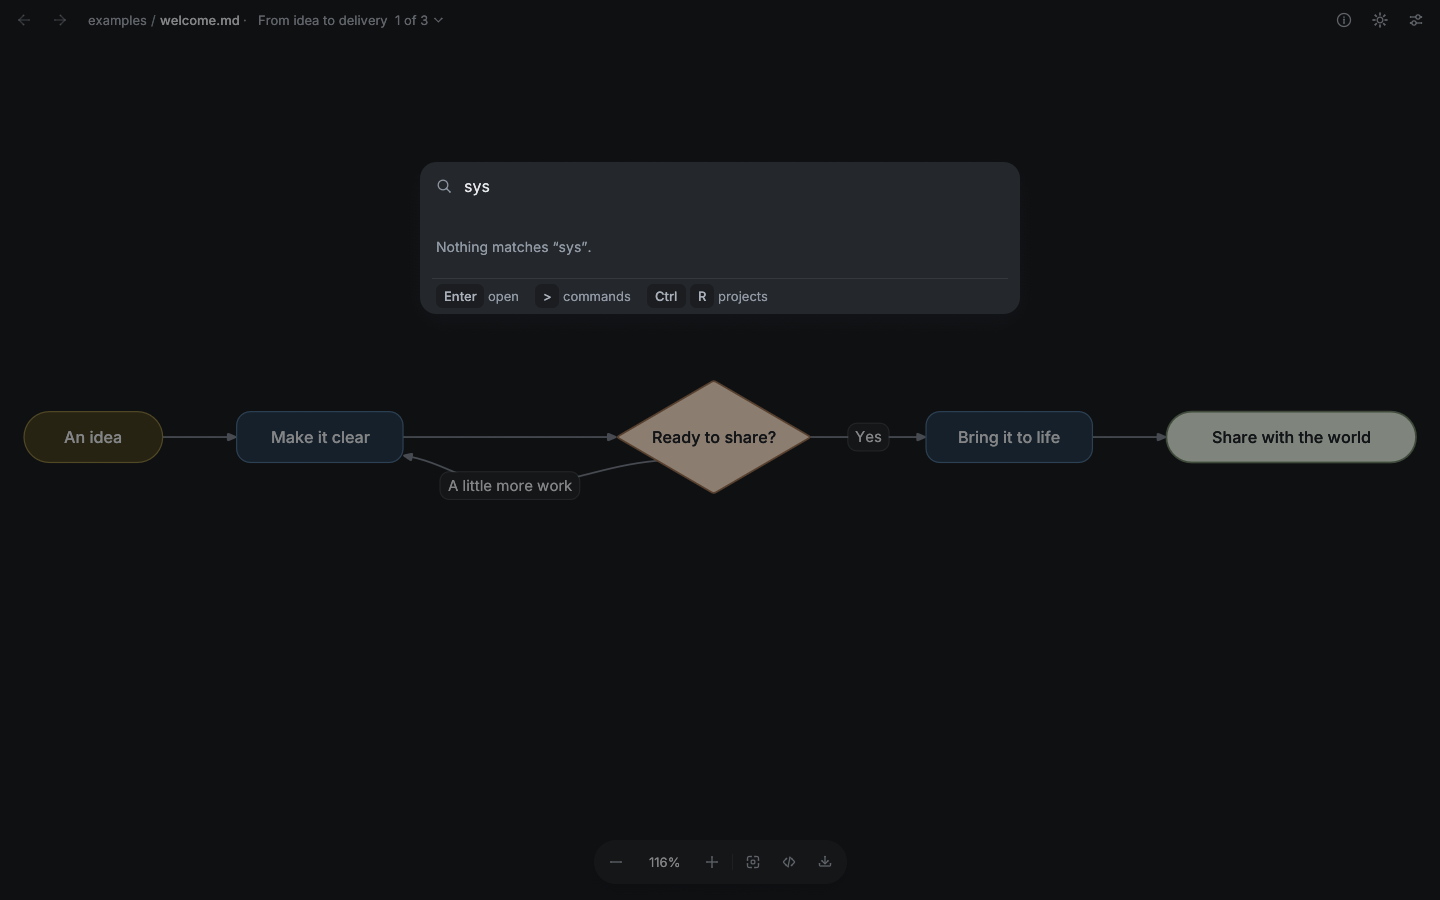 examples / welcome.md · From idea to delivery 1 of 3
sys
Nothing matches “sys”.
Enter open > commands Ctrl R projects
An idea
Make it clear
Ready to share?
Yes
Bring it to life
Share with the world
A little more work
116%